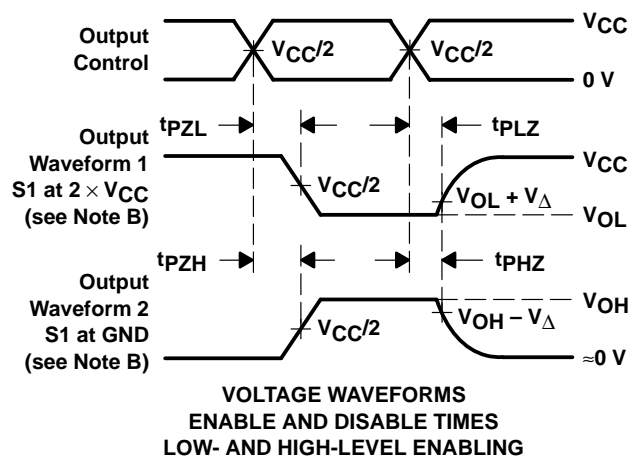 Output
Control
VCC/2
VCC/2
VCC
0 V
tPZL
tPLZ
Output
Waveform 1
S1 at 2 × VCC
(see Note B)
VCC/2
VCC
VOL + VΔ
VOL
tPZH
tPHZ
Output
Waveform 2
S1 at GND
(see Note B)
VCC/2
VOH
VOH – VΔ
≈0 V
VOLTAGE WAVEFORMS
ENABLE AND DISABLE TIMES
LOW- AND HIGH-LEVEL ENABLING